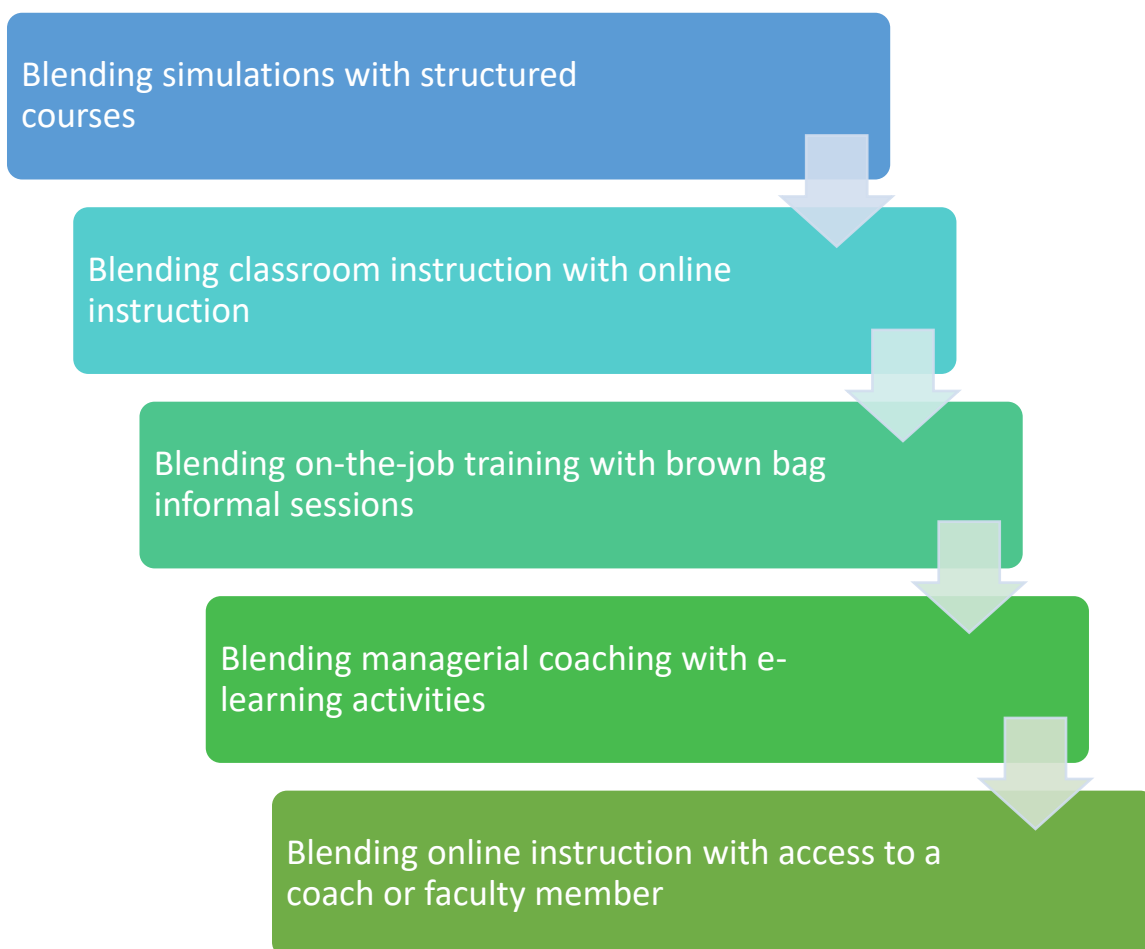 Blending simulations with structured
courses
Blending classroom instruction with online
instruction
Blending on-the-job training with brown bag
informal sessions
Blending managerial coaching with e-
learning activities
Blending online instruction with access to a
coach or faculty member